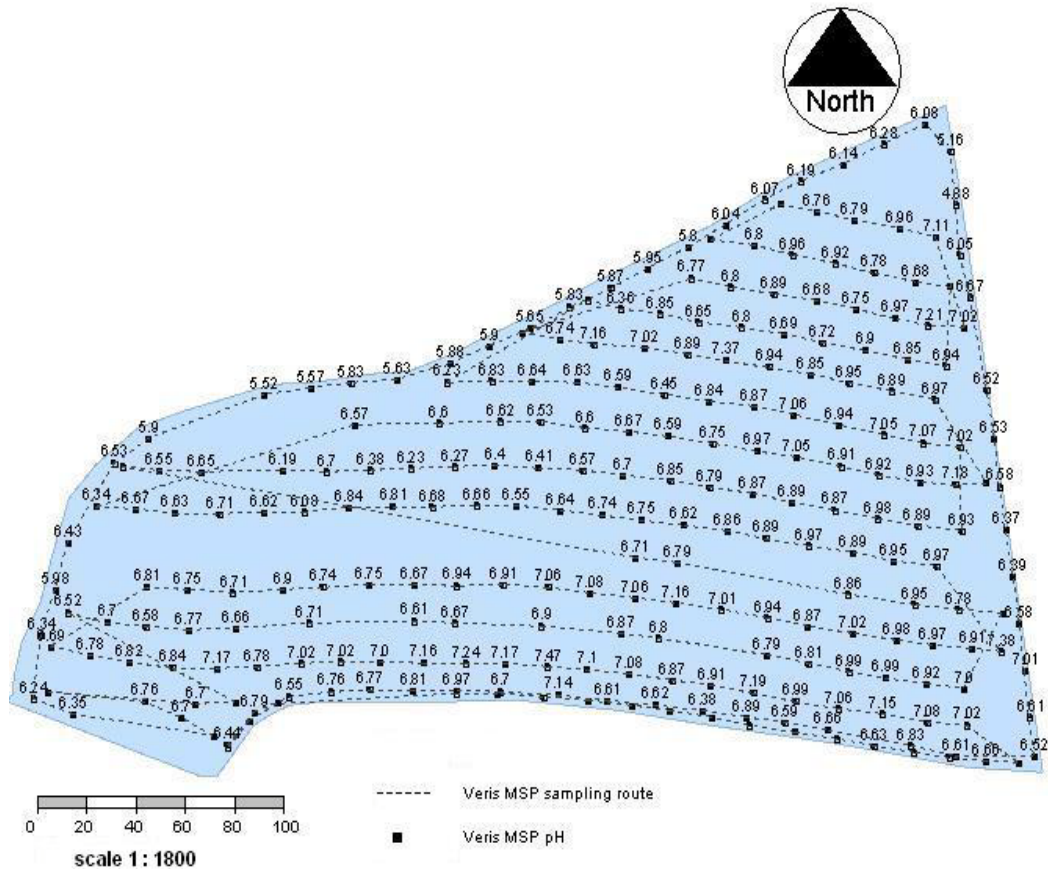 North
6.08
6.28 5.16
6.14
6.19 4.88
6.07 6.76 6.79 6.96 7.11
6.04 6.8 6.96 6.92 6.78 6.68 6.05
5.8 6.77 6.8 6.89 6.68 6.75 6.97 7.21 7.02
5.95
5.87 6.36 6.85 6.65 6.8 6.69 6.72 6.9 6.85 6.94
5.83
5.65 6.74 7.16 7.02 6.89 7.37 6.94 6.85 6.95 6.89 6.97 6.52
5.9
5.88 6.23 6.83 6.64 6.63 6.59 6.45 6.84 6.87 7.06 6.94 7.05 7.07 7.02 6.53
5.52 5.57 5.83 5.63
5.9 6.57 6.6 6.62 6.53 6.6 6.67 6.59 6.75 6.97 7.05 6.91 6.92 6.93 7.18 6.58
6.53 6.55 6.65 6.19 6.7 6.38 6.23 6.27 6.4 6.41 6.57 6.7 6.85 6.79 6.87 6.89 6.87 6.98 6.89 6.93
6.34 6.67 6.63 6.71 6.62 6.08 6.84 6.81 6.68 6.66 6.55 6.64 6.74 6.75 6.62 6.86 6.89 6.97 6.89 6.95 6.97 6.37
6.43 6.71 6.79 6.86 6.95 6.78 6.39 6.58
5.98 6.81 6.75 6.71 6.9 6.74 6.75 6.67 6.94 6.91 7.06 7.08 7.06 7.16 7.01 6.94 6.87 7.02 6.98 6.97 6.91
6.52 6.7 6.58 6.77 6.66 6.71 6.61 6.67 6.9 6.87 6.8 6.79 6.81 6.99 6.99 6.92 7.0 7.01
6.34 6.69 6.78 6.82 6.84 7.17 6.78 7.02 7.02 7.0 7.16 7.24 7.17 7.47 7.1 7.08 6.87 6.91 7.19 6.99 7.06 7.15 7.08 7.02
6.24 6.76 6.7 6.79 6.55 6.76 6.77 6.81 6.97 6.7 7.14 6.61 6.62 6.38 6.89 6.59 6.66 6.63 6.83 6.61 6.66 6.52
6.35 6.7
6.44
Veris MSP sampling route
0 20 40 60 80 100
Veris MSP pH
scale 1 : 1800